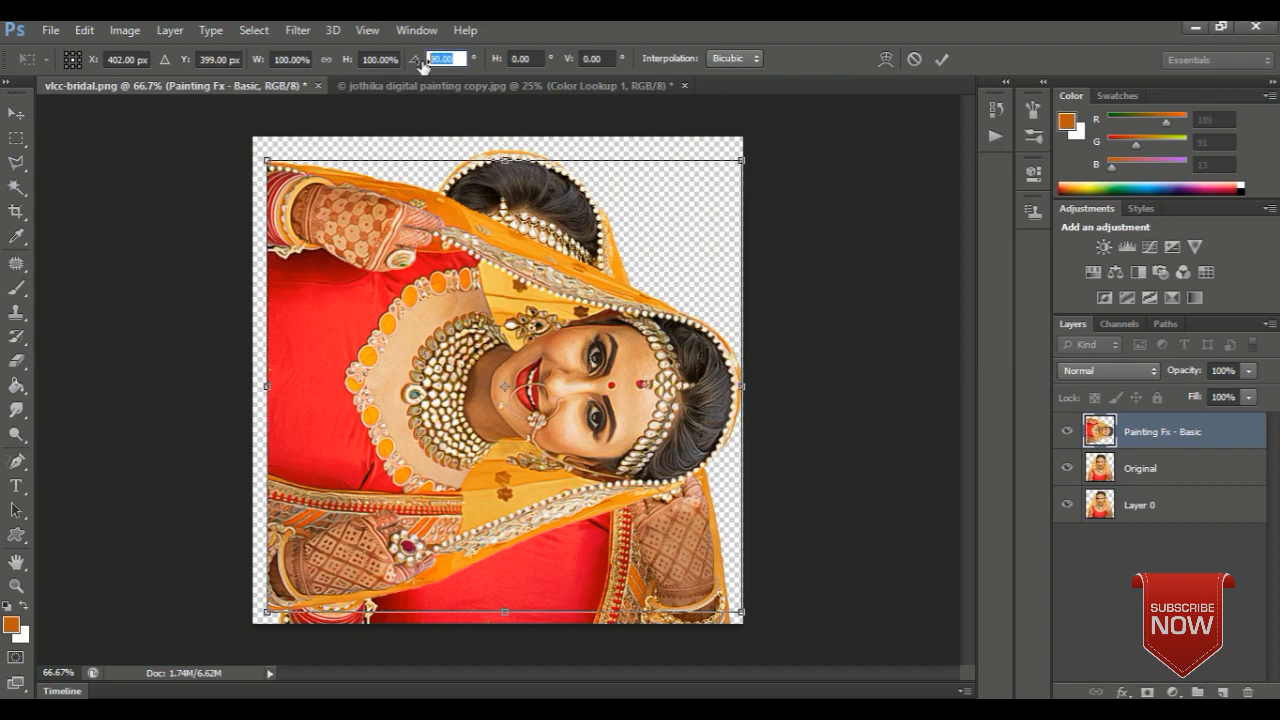 Ps File Edit Image Layer Type Select Filter 3D View Window Help
X: 402.00 px Y: 399.00 px W: 100.00% H: 100.00% 90.00 ° H: 0.00 ° V: 0.00 ° Interpolation: Bicubic Essentials
vlcc-bridal.png @ 66.7% (Painting Fx - Basic, RGB/8) * × © jothika digital painting copy.jpg @ 25% (Color Lookup 1, RGB/8) * ×
Color Swatches
R 189
G 91
B 13
Adjustments Styles
Add an adjustment
Layers Channels Paths
Kind
Normal Opacity: 100%
Lock: Fill: 100%
Painting Fx - Basic
Original
Layer 0
SUBSCRIBE
NOW
66.67% Doc: 1.74M/6.62M
Timeline